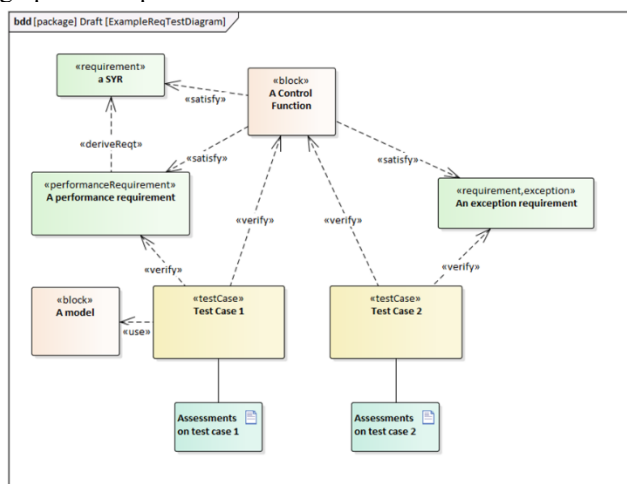 bdd [package] Draft [ExampleReqTestDiagram]
«requirement»
a SYR
«block»
A Control
Function
«satisfy»
«deriveReqt»
«satisfy»
«satisfy»
«performanceRequirement»
A performance requirement
«requirement,exception»
An exception requirement
«verify»
«verify»
«verify»
«verify»
«block»
A model
«use»
«testCase»
Test Case 1
«testCase»
Test Case 2
Assessments
on test case 1
Assessments
on test case 2